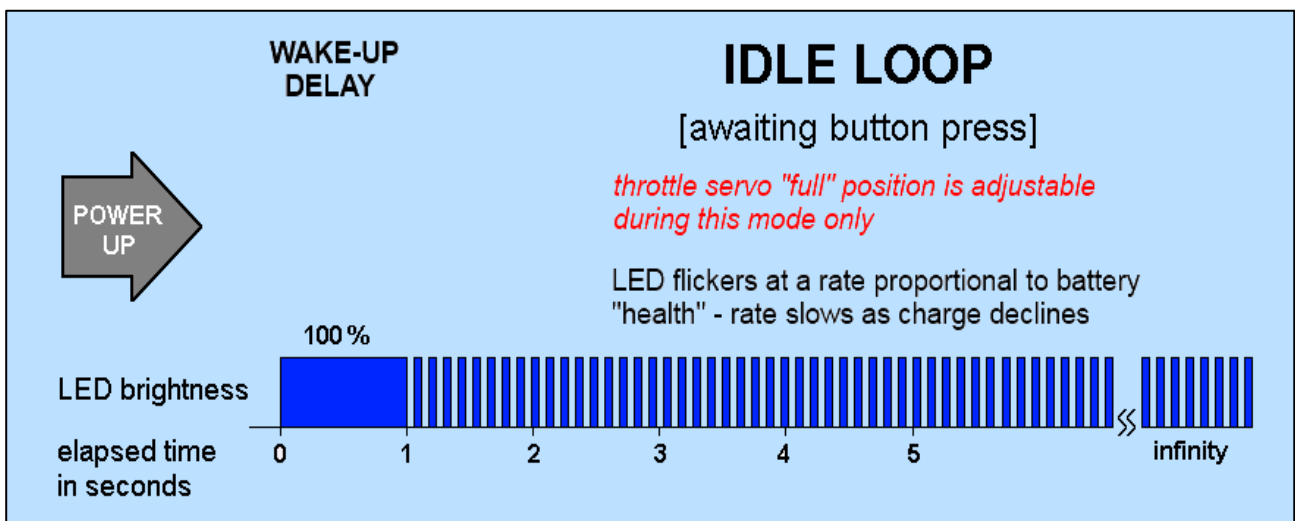 WAKE-UP
DELAY
IDLE LOOP
[awaiting button press]
throttle servo "full" position is adjustable
during this mode only
POWER
UP
LED flickers at a rate proportional to battery
"health" - rate slows as charge declines
100 %
LED brightness
elapsed time
in seconds
0 1 2 3 4 5 infinity